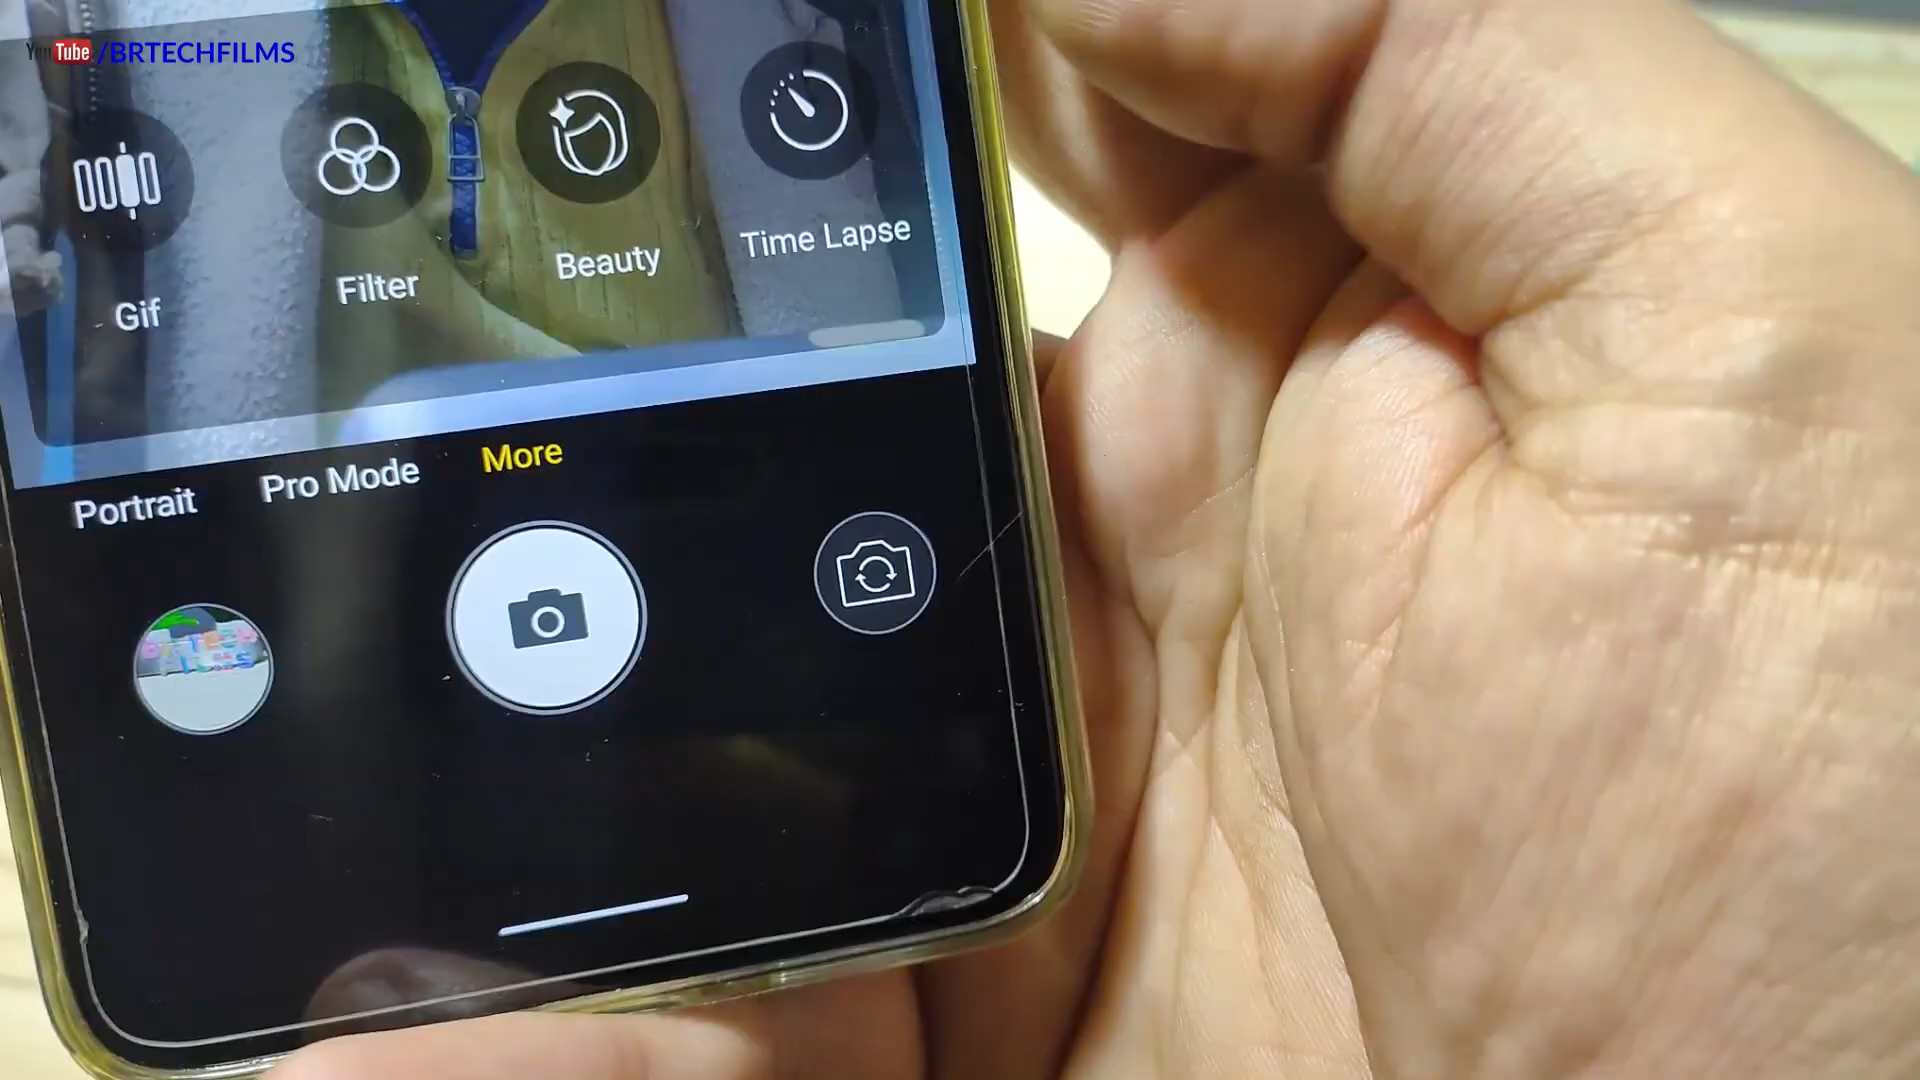 YouTube/BRTECHFILMS
Gif
Filter
Beauty
Time Lapse
Portrait
Pro Mode
More